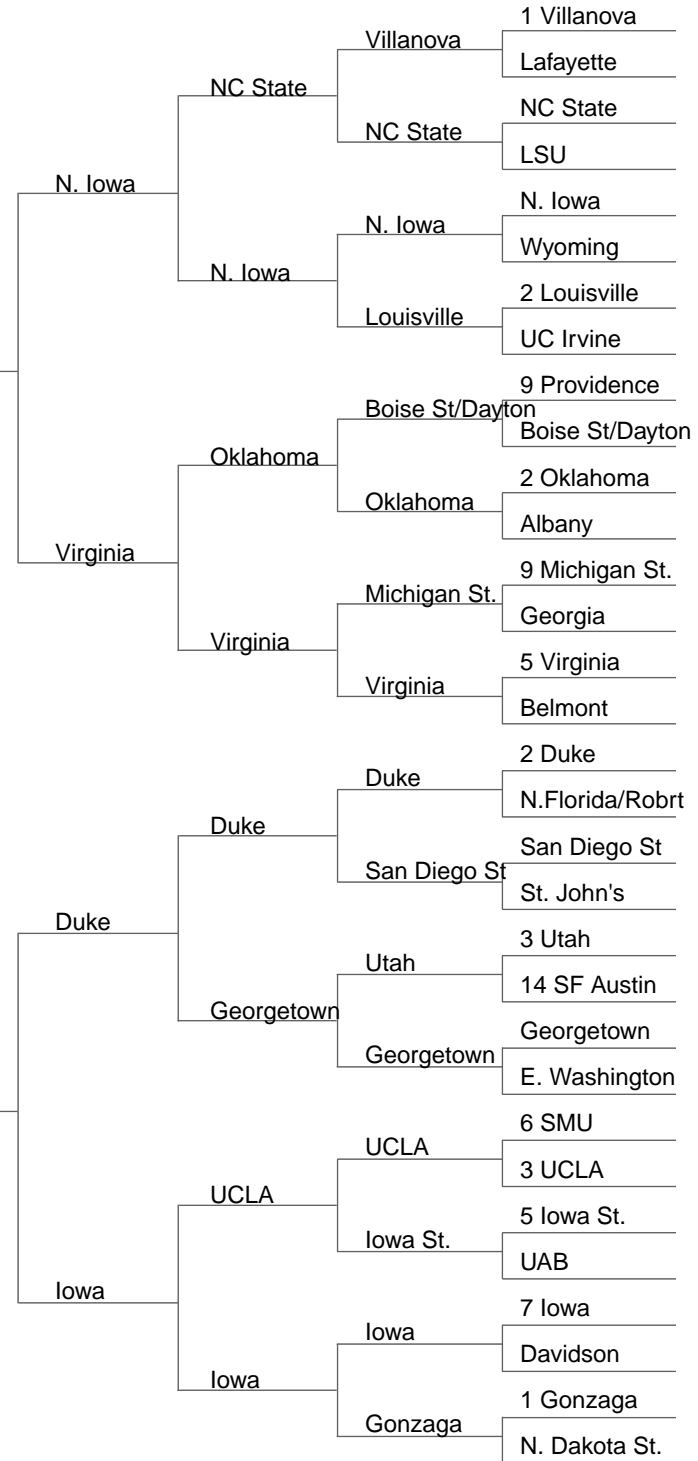 1 Villanova
Villanova
Lafayette
NC State
NC State
NC State
LSU
N. Iowa
N. Iowa
N. Iowa
Wyoming
N. Iowa
2 Louisville
Louisville
UC Irvine
9 Providence
Boise St/Dayton
Boise St/Dayton
Oklahoma
2 Oklahoma
Oklahoma
Albany
Virginia
9 Michigan St.
Michigan St.
Georgia
Virginia
5 Virginia
Virginia
Belmont
2 Duke
Duke
N.Florida/Robrt
Duke
San Diego St
San Diego St
St. John's
Duke
3 Utah
Utah
14 SF Austin
Georgetown
Georgetown
Georgetown
E. Washington
6 SMU
UCLA
3 UCLA
UCLA
5 Iowa St.
Iowa St.
UAB
Iowa
7 Iowa
Iowa
Davidson
Iowa
1 Gonzaga
Gonzaga
N. Dakota St.